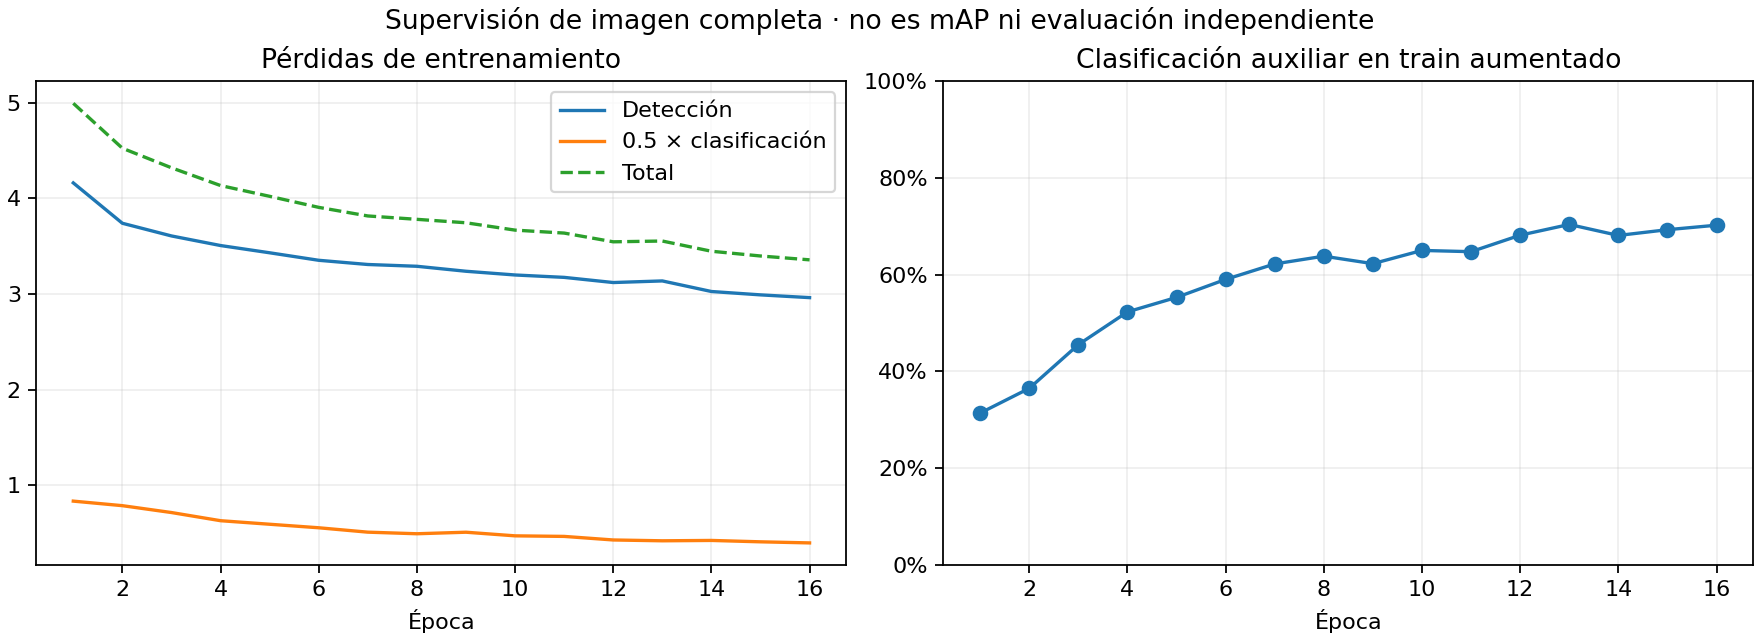 Supervisión de imagen completa · no es mAP ni evaluación independiente
Pérdidas de entrenamiento
5
4
3
2
1
Detección
0.5 × clasificación
Total
2 4 6 8 10 12 14 16
Época
Clasificación auxiliar en train aumentado
100%
80%
60%
40%
20%
0%
2 4 6 8 10 12 14 16
Época